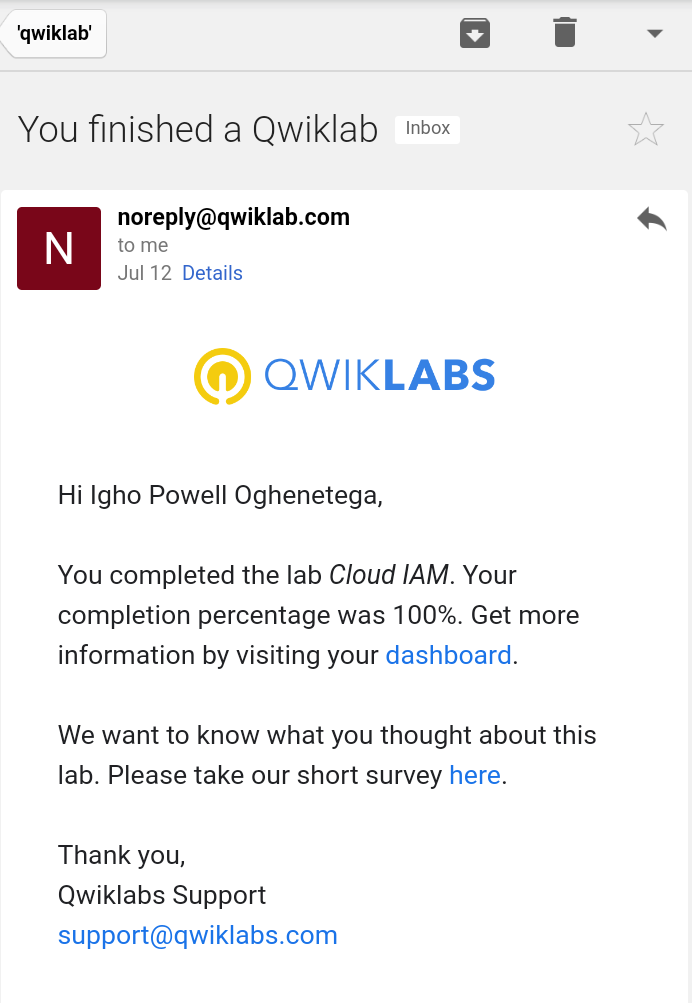 'qwiklab'
You finished a Qwiklab Inbox
N
noreply@qwiklab.com
to me
Jul 12 Details
QWIKLABS
Hi Igho Powell Oghenetega,
You completed the lab Cloud IAM. Your
completion percentage was 100%. Get more
information by visiting your dashboard.
We want to know what you thought about this
lab. Please take our short survey here.
Thank you,
Qwiklabs Support
support@qwiklabs.com